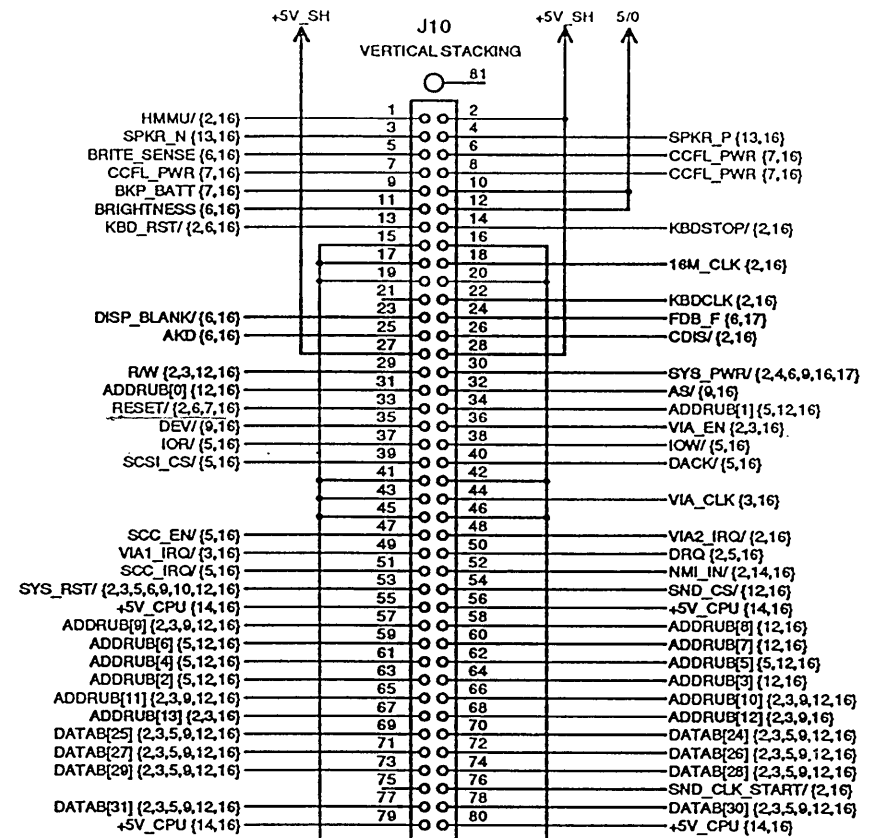 +5V_SH J10 +5V_SH 5/0
VERTICAL STACKING
81
HMMU/ {2,16} 1 2
SPKR_N {13,16} 3 4 SPKR_P {13,16}
BRITE_SENSE {6,16} 5 6 CCFL_PWR {7,16}
CCFL_PWR {7,16} 7 8 CCFL_PWR {7,16}
BKP_BATT {7,16} 9 10
BRIGHTNESS {6,16} 11 12
KBD_RST/ {2,6,16} 13 14 KBDSTOP/ {2,16}
15 16
17 18 16M_CLK {2,16}
19 20
21 22 KBDCLK {2,16}
DISP_BLANK/ {6,16} 23 24 FDB_F {6,17}
AKD {6,16} 25 26 CDIS/ {2,16}
27 28
R/W {2,3,12,16} 29 30 SYS_PWR/ {2,4,6,9,16,17}
ADDRUB[0] {12,16} 31 32 AS/ {9,16}
RESET/ {2,6,7,16} 33 34 ADDRUB[1] {5,12,16}
DEV/ {9,16} 35 36 VIA_EN {2,3,16}
IOR/ {5,16} 37 38 IOW/ {5,16}
SCSI_CS/ {5,16} 39 40 DACK/ {5,16}
41 42
43 44 VIA_CLK {3,16}
45 46
SCC_EN/ {5,16} 47 48 VIA2_IRQ/ {2,16}
VIA1_IRQ/ {3,16} 49 50 DRQ {2,5,16}
SCC_IRQ/ {5,16} 51 52 NMI_IN/ {2,14,16}
SYS_RST/ {2,3,5,6,9,10,12,16} 53 54 SND_CS/ {12,16}
+5V_CPU {14,16} 55 56 +5V_CPU {14,16}
ADDRUB[9] {2,3,9,12,16} 57 58 ADDRUB[8] {12,16}
ADDRUB[6] {5,12,16} 59 60 ADDRUB[7] {12,16}
ADDRUB[4] {5,12,16} 61 62 ADDRUB[5] {5,12,16}
ADDRUB[2] {5,12,16} 63 64 ADDRUB[3] {12,16}
ADDRUB[11] {2,3,9,12,16} 65 66 ADDRUB[10] {2,3,9,12,16}
ADDRUB[13] {2,3,16} 67 68 ADDRUB[12] {2,3,9,16}
DATAB[25] {2,3,5,9,12,16} 69 70 DATAB[24] {2,3,5,9,12,16}
DATAB[27] {2,3,5,9,12,16} 71 72 DATAB[26] {2,3,5,9,12,16}
DATAB[29] {2,3,5,9,12,16} 73 74 DATAB[28] {2,3,5,9,12,16}
75 76 SND_CLK_START/ {2,16}
DATAB[31] {2,3,5,9,12,16} 77 78 DATAB[30] {2,3,5,9,12,16}
+5V_CPU {14,16} 79 80 +5V_CPU {14,16}